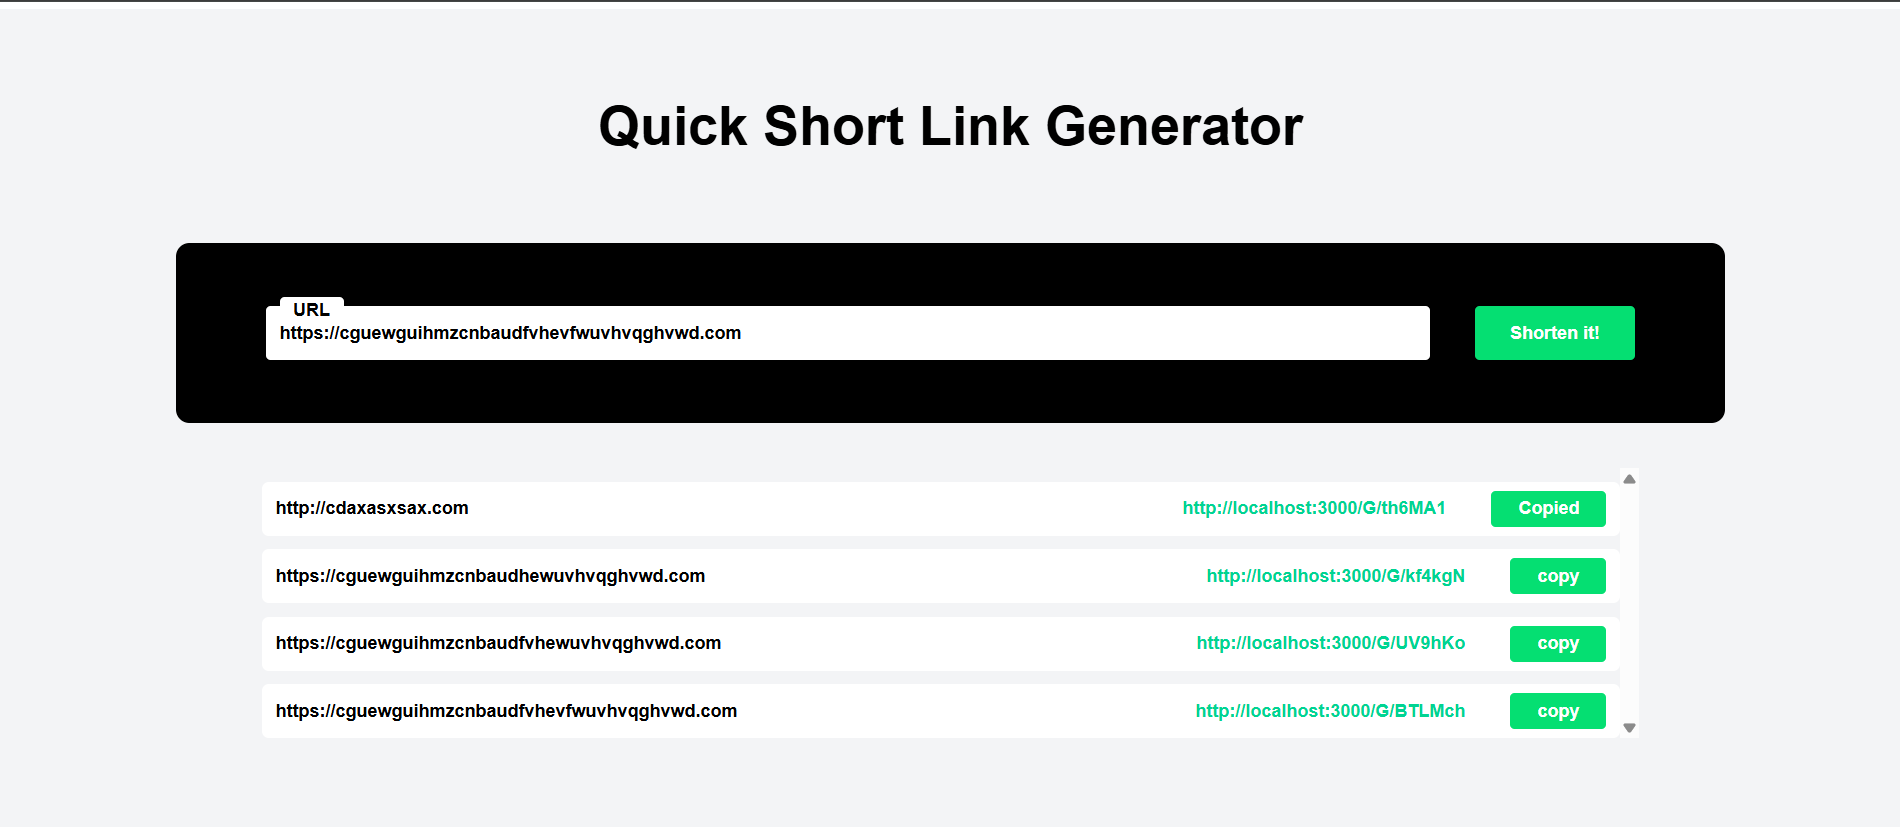 Quick Short Link Generator
URL
https://cguewguihmzcnbaudfvhevfwuvhvqghvwd.com
Shorten it!
http://cdaxasxsax.com http://localhost:3000/G/th6MA1 Copied
https://cguewguihmzcnbaudhewuvhvqghvwd.com http://localhost:3000/G/kf4kgN copy
https://cguewguihmzcnbaudfvhewuvhvqghvwd.com http://localhost:3000/G/UV9hKo copy
https://cguewguihmzcnbaudfvhevfwuvhvqghvwd.com http://localhost:3000/G/BTLMch copy